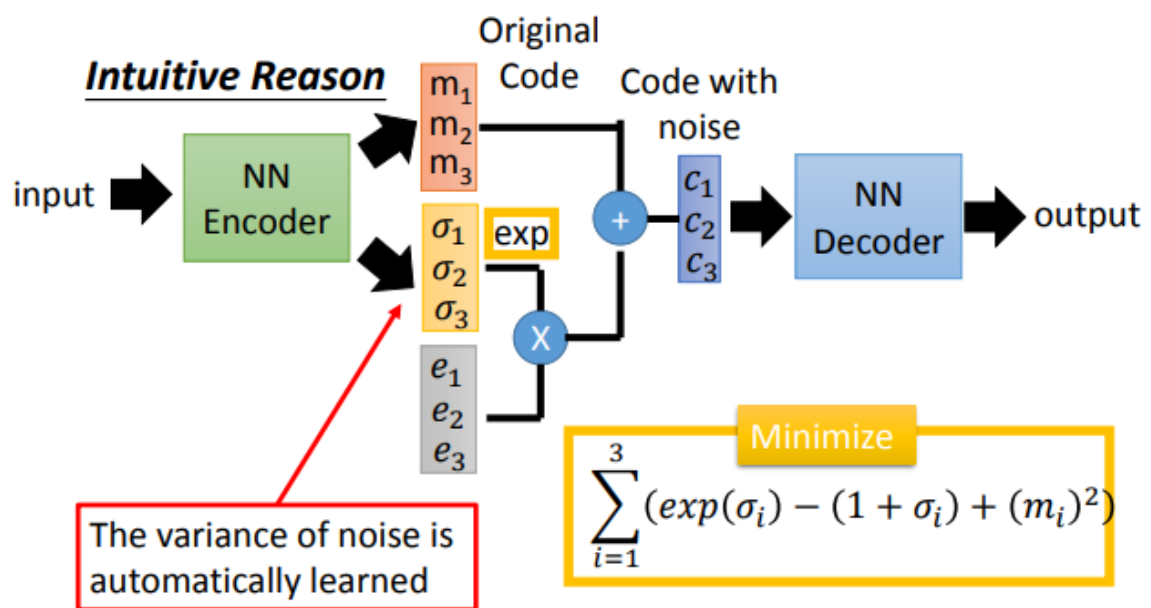 Intuitive Reason
Original
Code
Code with
noise
input
NN
Encoder
m₁
m₂
m₃
σ₁
σ₂
σ₃
exp
e₁
e₂
e₃
X
+
c₁
c₂
c₃
NN
Decoder
output
The variance of noise is
automatically learned
Minimize
∑_{i=1}^{3} (exp(σᵢ) − (1 + σᵢ) + (mᵢ)²)